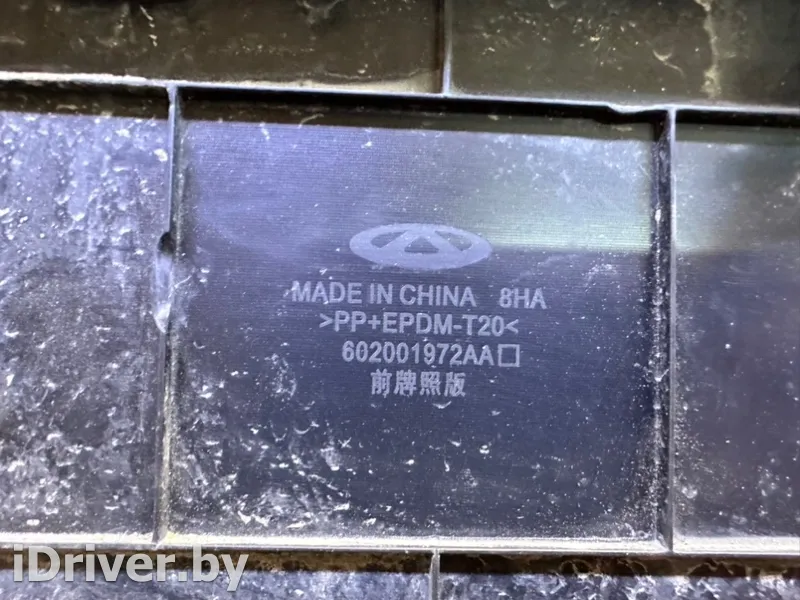 MADE IN CHINA 8HA
>PP+EPDM-T20<
602001972AA□
前牌照版
iDriver.by